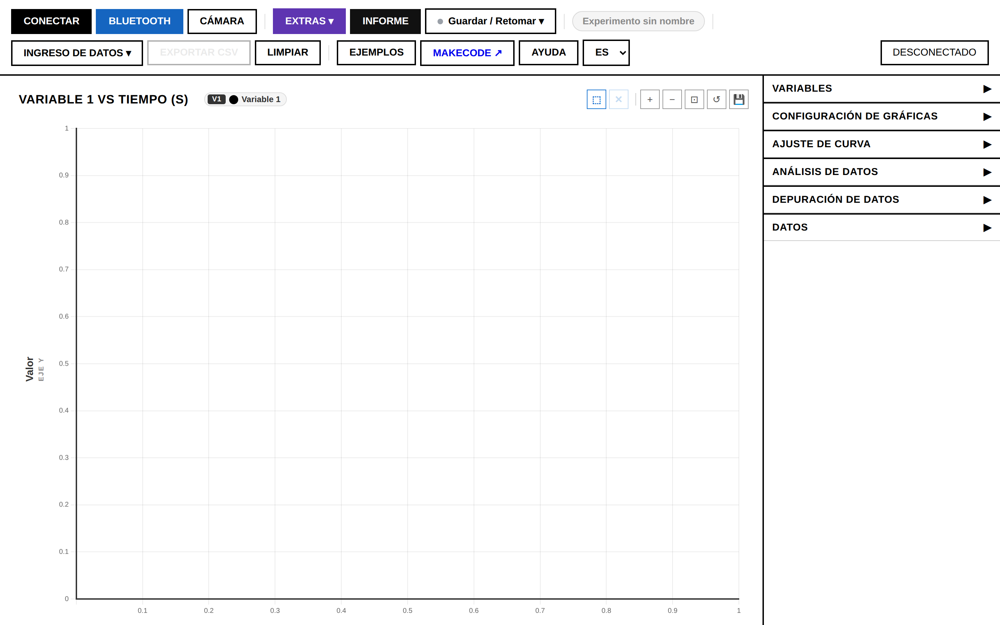 CONECTAR BLUETOOTH CÁMARA EXTRAS ▾ INFORME Guardar / Retomar ▾ Experimento sin nombre
INGRESO DE DATOS ▾ EXPORTAR CSV LIMPIAR EJEMPLOS MAKECODE ↗ AYUDA ES DESCONECTADO
VARIABLE 1 VS TIEMPO (S) V1 Variable 1
+ −
VARIABLES ▶
CONFIGURACIÓN DE GRÁFICAS ▶
AJUSTE DE CURVA ▶
ANÁLISIS DE DATOS ▶
DEPURACIÓN DE DATOS ▶
DATOS ▶
Valor
EJE Y
1
0.9
0.8
0.7
0.6
0.5
0.4
0.3
0.2
0.1
0
0.1 0.2 0.3 0.4 0.5 0.6 0.7 0.8 0.9 1